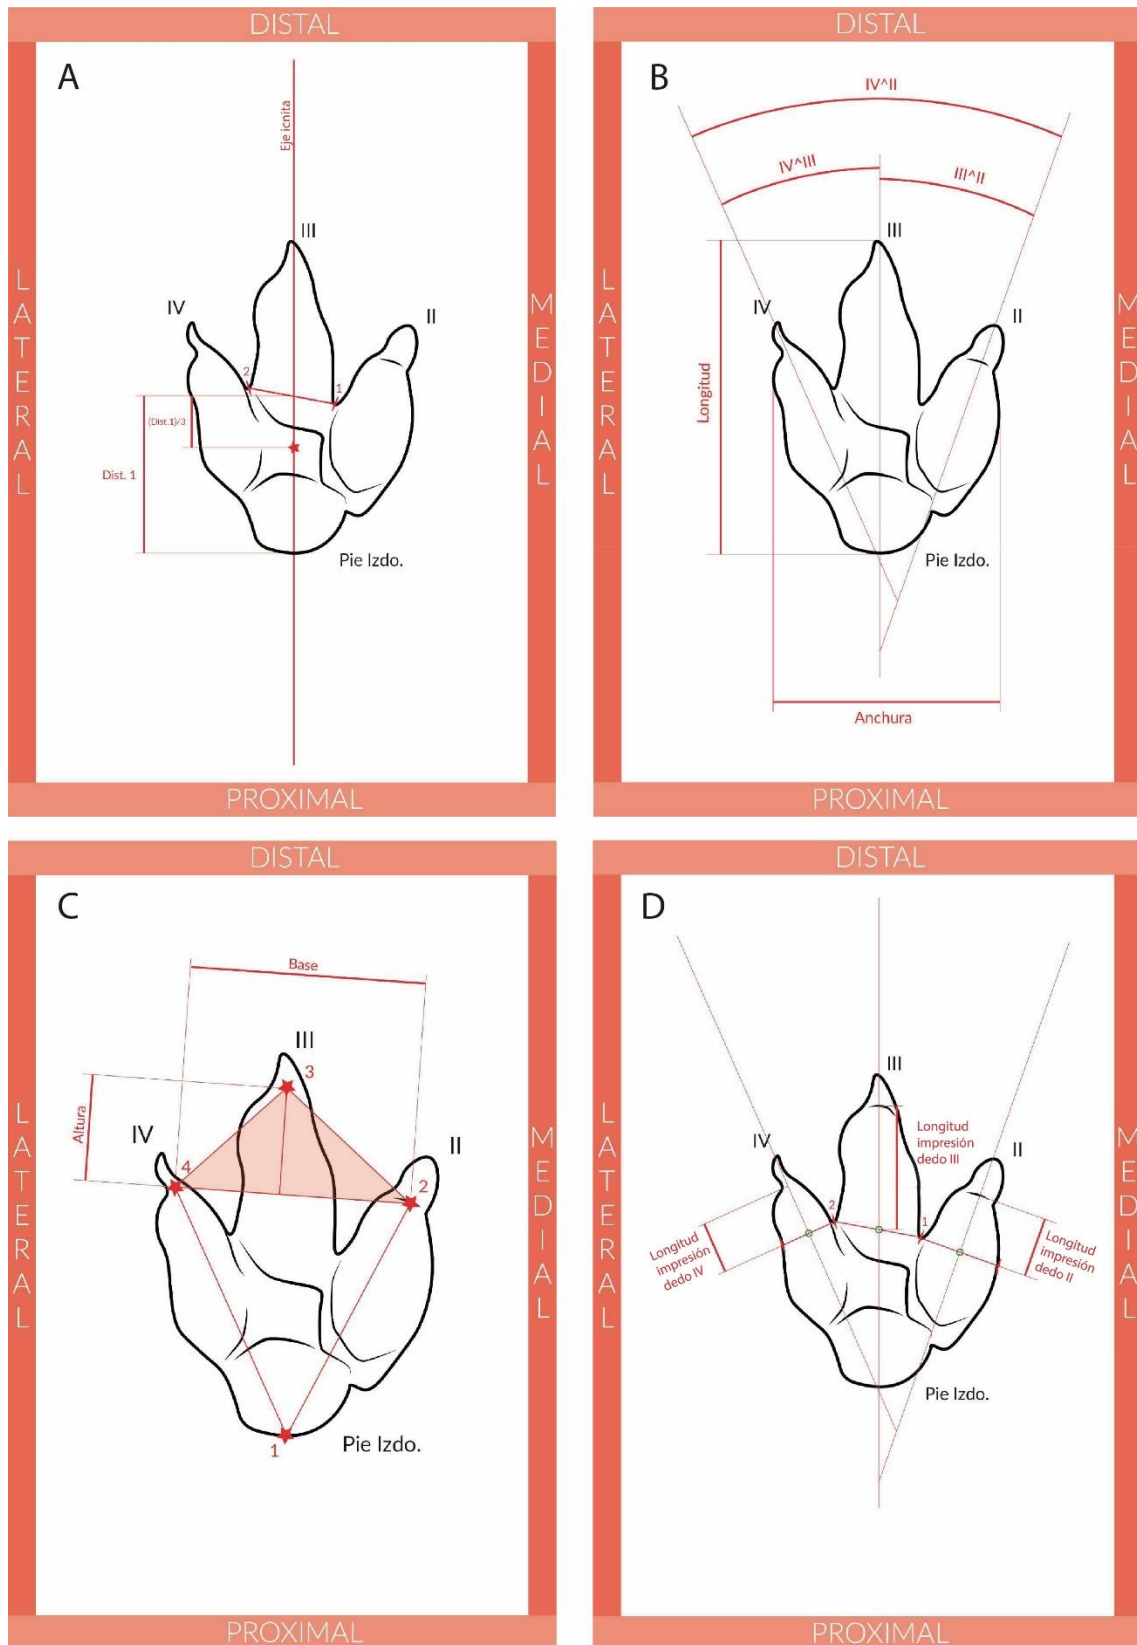 DISTAL
A
Eje icnita
III
IV
II
2
1
(Dist.1)/3
Dist. 1
LATERAL
MEDIAL
Pie Izdo.
PROXIMAL
DISTAL
B
IV^II
IV^III
III^II
III
IV
II
Longitud
LATERAL
MEDIAL
Pie Izdo.
Anchura
PROXIMAL
DISTAL
C
Base
III
3
Altura
IV
II
4
2
LATERAL
MEDIAL
1
Pie Izdo.
PROXIMAL
DISTAL
D
III
Longitud
impresión
dedo III
IV
II
2
1
Longitud
impresión
dedo IV
Longitud
impresión
dedo II
LATERAL
MEDIAL
Pie Izdo.
PROXIMAL